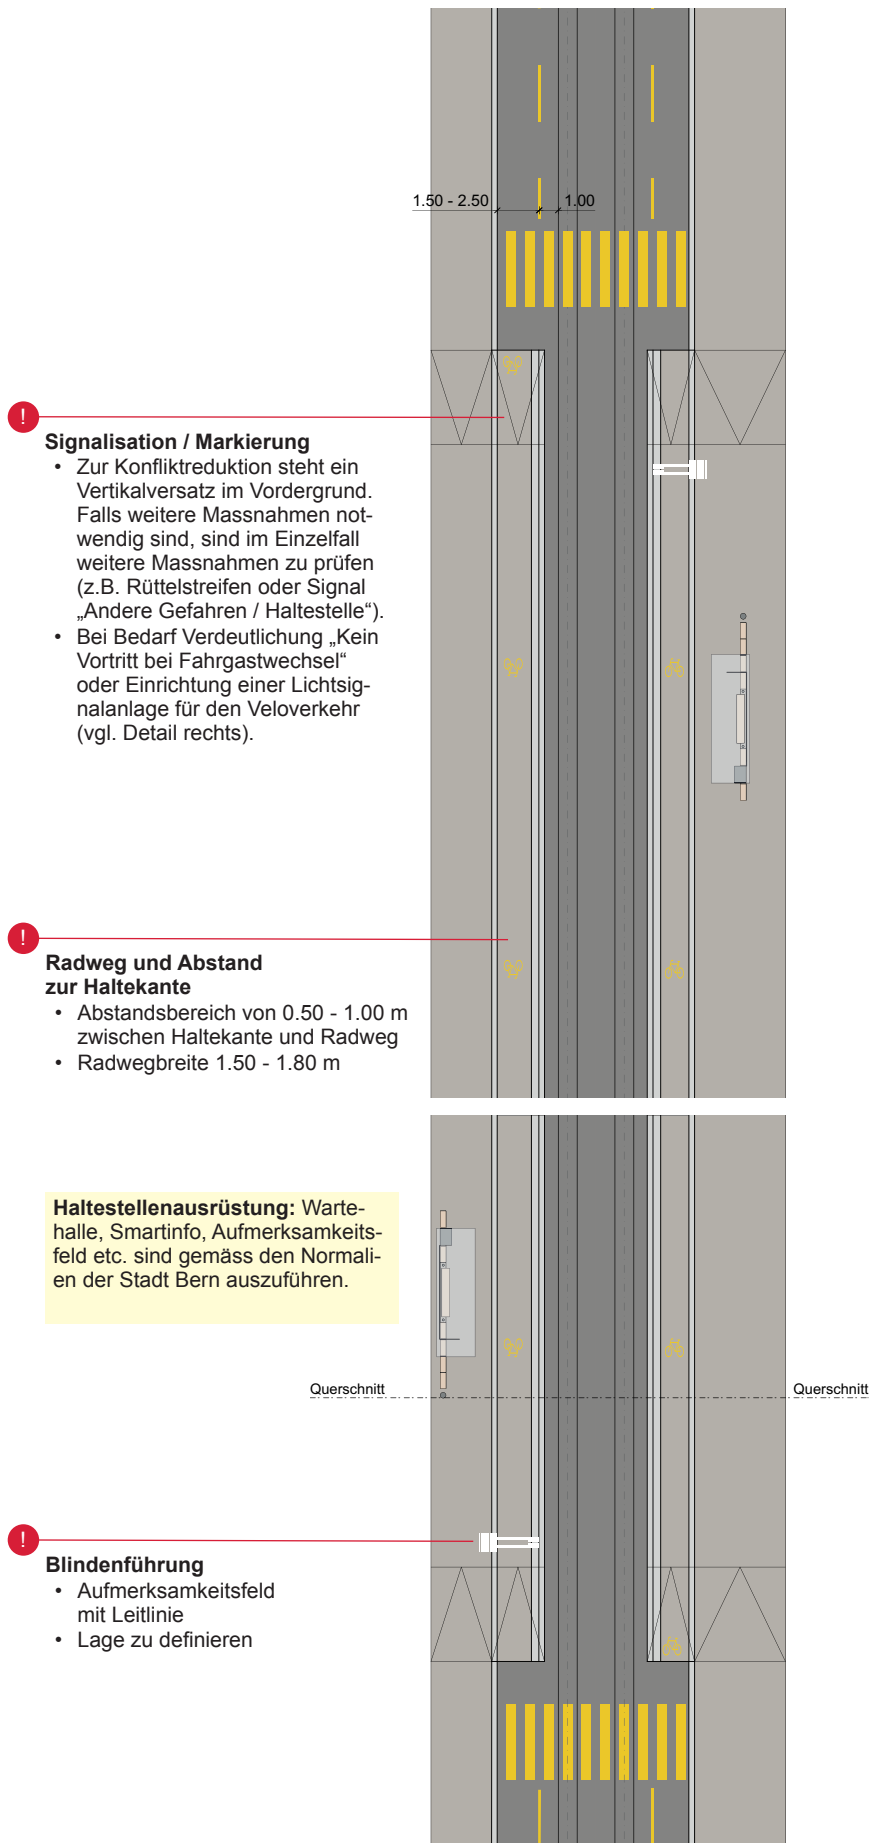 1.50 - 2.50
1.00
!
Signalisation / Markierung
• Zur Konfliktreduktion steht ein
Vertikalversatz im Vordergrund.
Falls weitere Massnahmen not-
wendig sind, sind im Einzelfall
weitere Massnahmen zu prüfen
(z.B. Rüttelstreifen oder Signal
„Andere Gefahren / Haltestelle“).
• Bei Bedarf Verdeutlichung „Kein
Vortritt bei Fahrgastwechsel“
oder Einrichtung einer Lichtsig-
nalanlage für den Veloverkehr
(vgl. Detail rechts).
!
Radweg und Abstand
zur Haltekante
• Abstandsbereich von 0.50 - 1.00 m
zwischen Haltekante und Radweg
• Radwegbreite 1.50 - 1.80 m
Haltestellenausrüstung: Warte-
halle, Smartinfo, Aufmerksamkeits-
feld etc. sind gemäss den Normali-
en der Stadt Bern auszuführen.
Querschnitt
Querschnitt
!
Blindenführung
• Aufmerksamkeitsfeld
mit Leitlinie
• Lage zu definieren